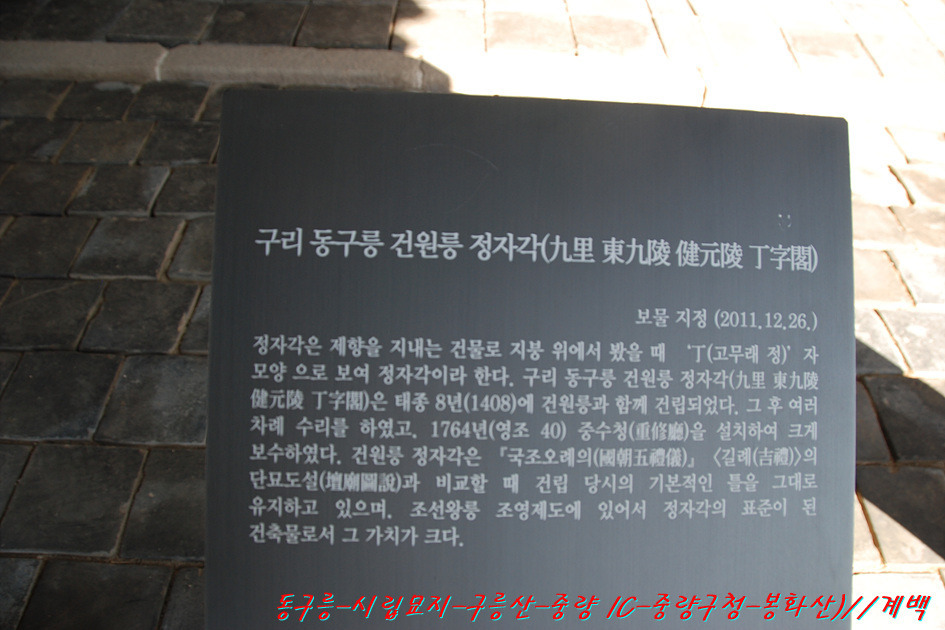 구리 동구릉 건원릉 정자각(九里 東九陵 健元陵 丁字閣)
보물 지정 (2011.12.26.)
정자각은 제향을 지내는 건물로 지붕 위에서 봤을 때 ‘丁(고무래 정)’ 자
모양 으로 보여 정자각이라 한다. 구리 동구릉 건원릉 정자각(九里 東九陵
健元陵 丁字閣)은 태종 8년(1408)에 건원릉과 함께 건립되었다. 그 후 여러
차례 수리를 하였고, 1764년(영조 40) 중수청(重修廳)을 설치하여 크게
보수하였다. 건원릉 정자각은 『국조오례의(國朝五禮儀)』 〈길례(吉禮)〉의
단묘도설(壇廟圖說)과 비교할 때 건립 당시의 기본적인 틀을 그대로
유지하고 있으며, 조선왕릉 조영제도에 있어서 정자각의 표준이 된
건축물로서 그 가치가 크다.
동구릉-시립묘지-구릉산-중랑 IC-중랑구청-봉화산)//계백